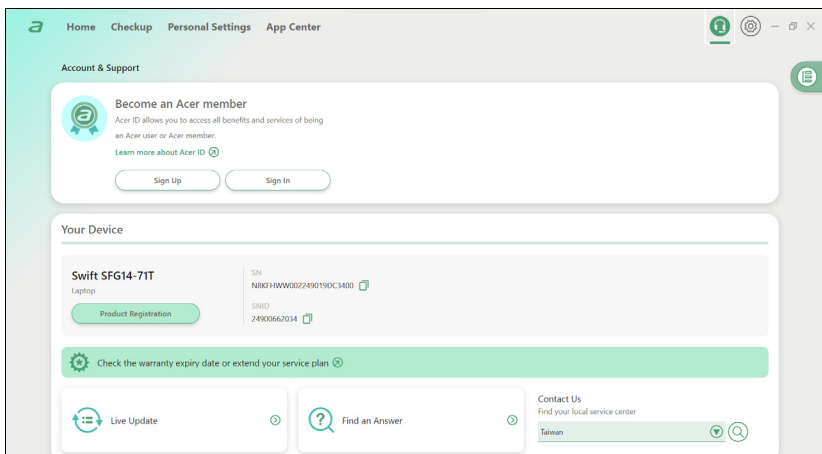 a Home Checkup Personal Settings App Center
Account & Support
Become an Acer member
Acer ID allows you to access all benefits and services of being
an Acer user or Acer member.
Learn more about Acer ID
Sign Up Sign In
Your Device
Swift SFG14-71T
Laptop
Product Registration
SN
N8KFHWW002249019DC3400
SNID
24900662034
Check the warranty expiry date or extend your service plan
Live Update
Find an Answer
Contact Us
Find your local service center
Taiwan